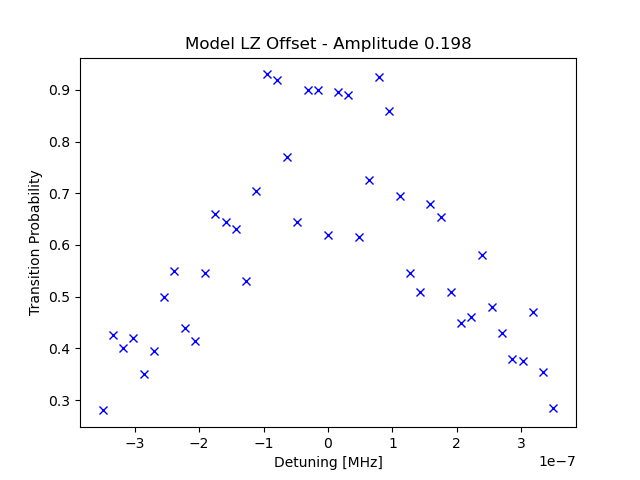 Model LZ Offset - Amplitude 0.198
Transition Probability
0.9
0.8
0.7
0.6
0.5
0.4
0.3
−3 −2 −1 0 1 2 3
1e−7
Detuning [MHz]